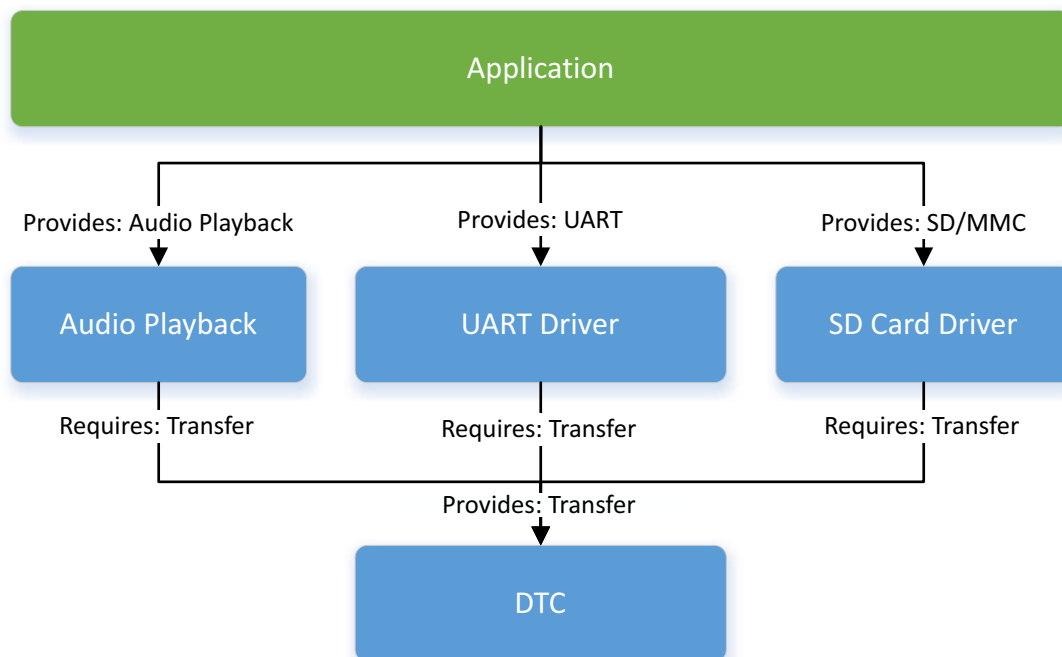 Application
Provides: Audio Playback
Provides: UART
Provides: SD/MMC
Audio Playback
UART Driver
SD Card Driver
Requires: Transfer
Requires: Transfer
Requires: Transfer
Provides: Transfer
DTC